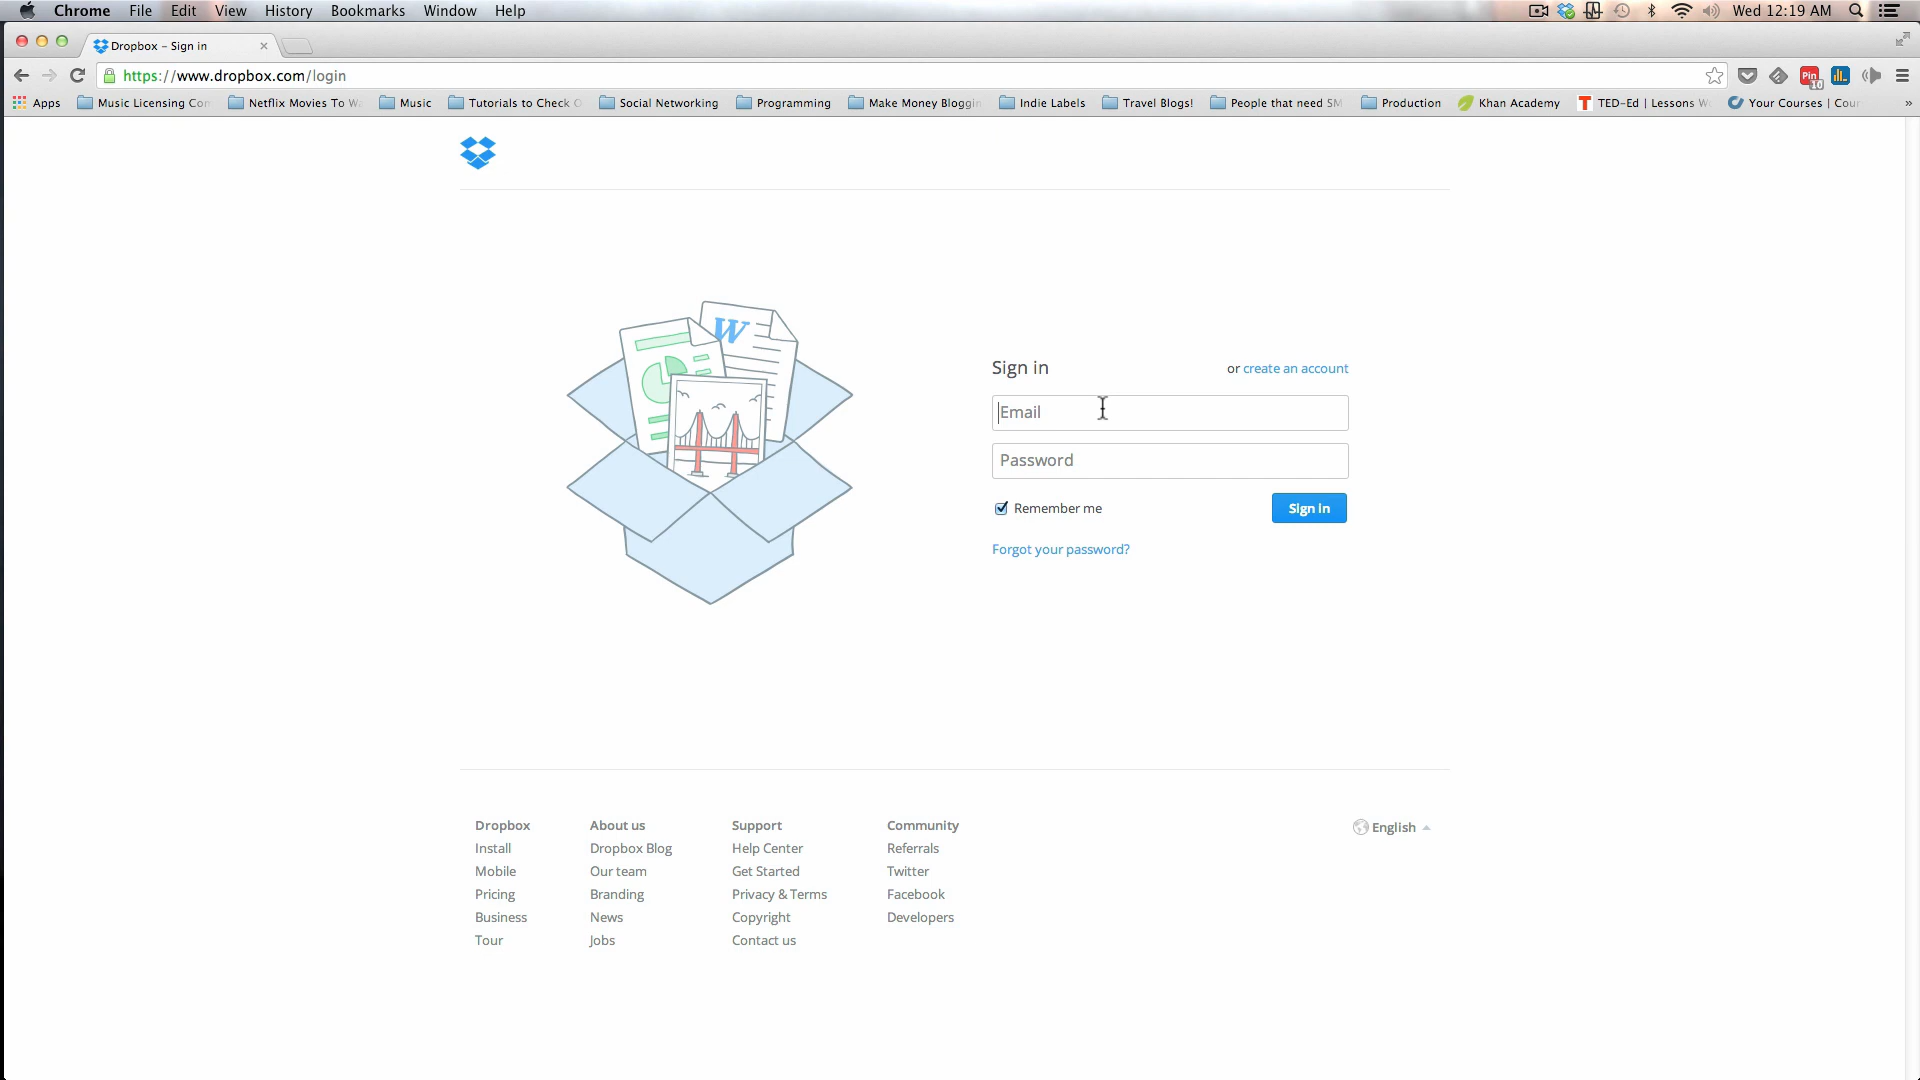 Chrome File Edit View History Bookmarks Window Help Wed 12:19 AM
Dropbox – Sign in
https://www.dropbox.com/login
Pin
10
Apps Music Licensing Netflix Movies To Music Tutorials to Check Social Networking Programming Make Money Indie Labels Travel Blogs! People that need Production Khan Academy T TED-Ed | Lessons Your Courses |
W
Sign in or create an account
Email
Password
Remember me Sign in
Forgot your password?
Dropbox About us Support Community English
Install Dropbox Blog Help Center Referrals
Mobile Our team Get Started Twitter
Pricing Branding Privacy & Terms Facebook
Business News Copyright Developers
Tour Jobs Contact us